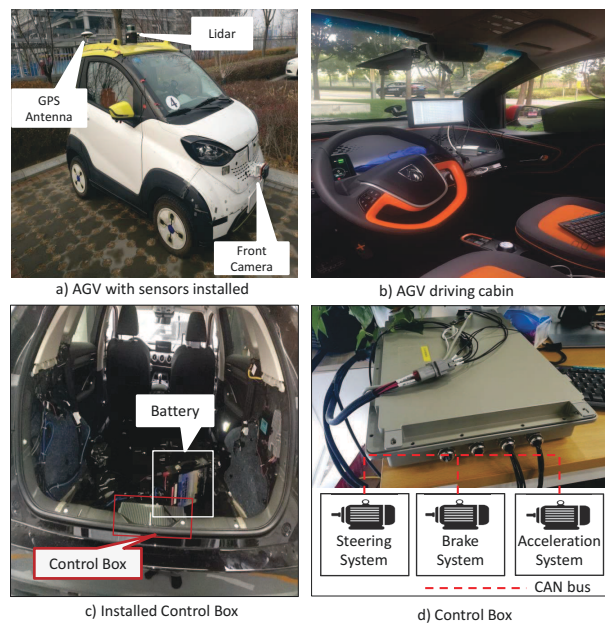 Lidar
GPS
Antenna
4
Front
Camera
a) AGV with sensors installed
b) AGV driving cabin
Battery
Control Box
c) Installed Control Box
Steering
System
Brake
System
Acceleration
System
CAN bus
d) Control Box